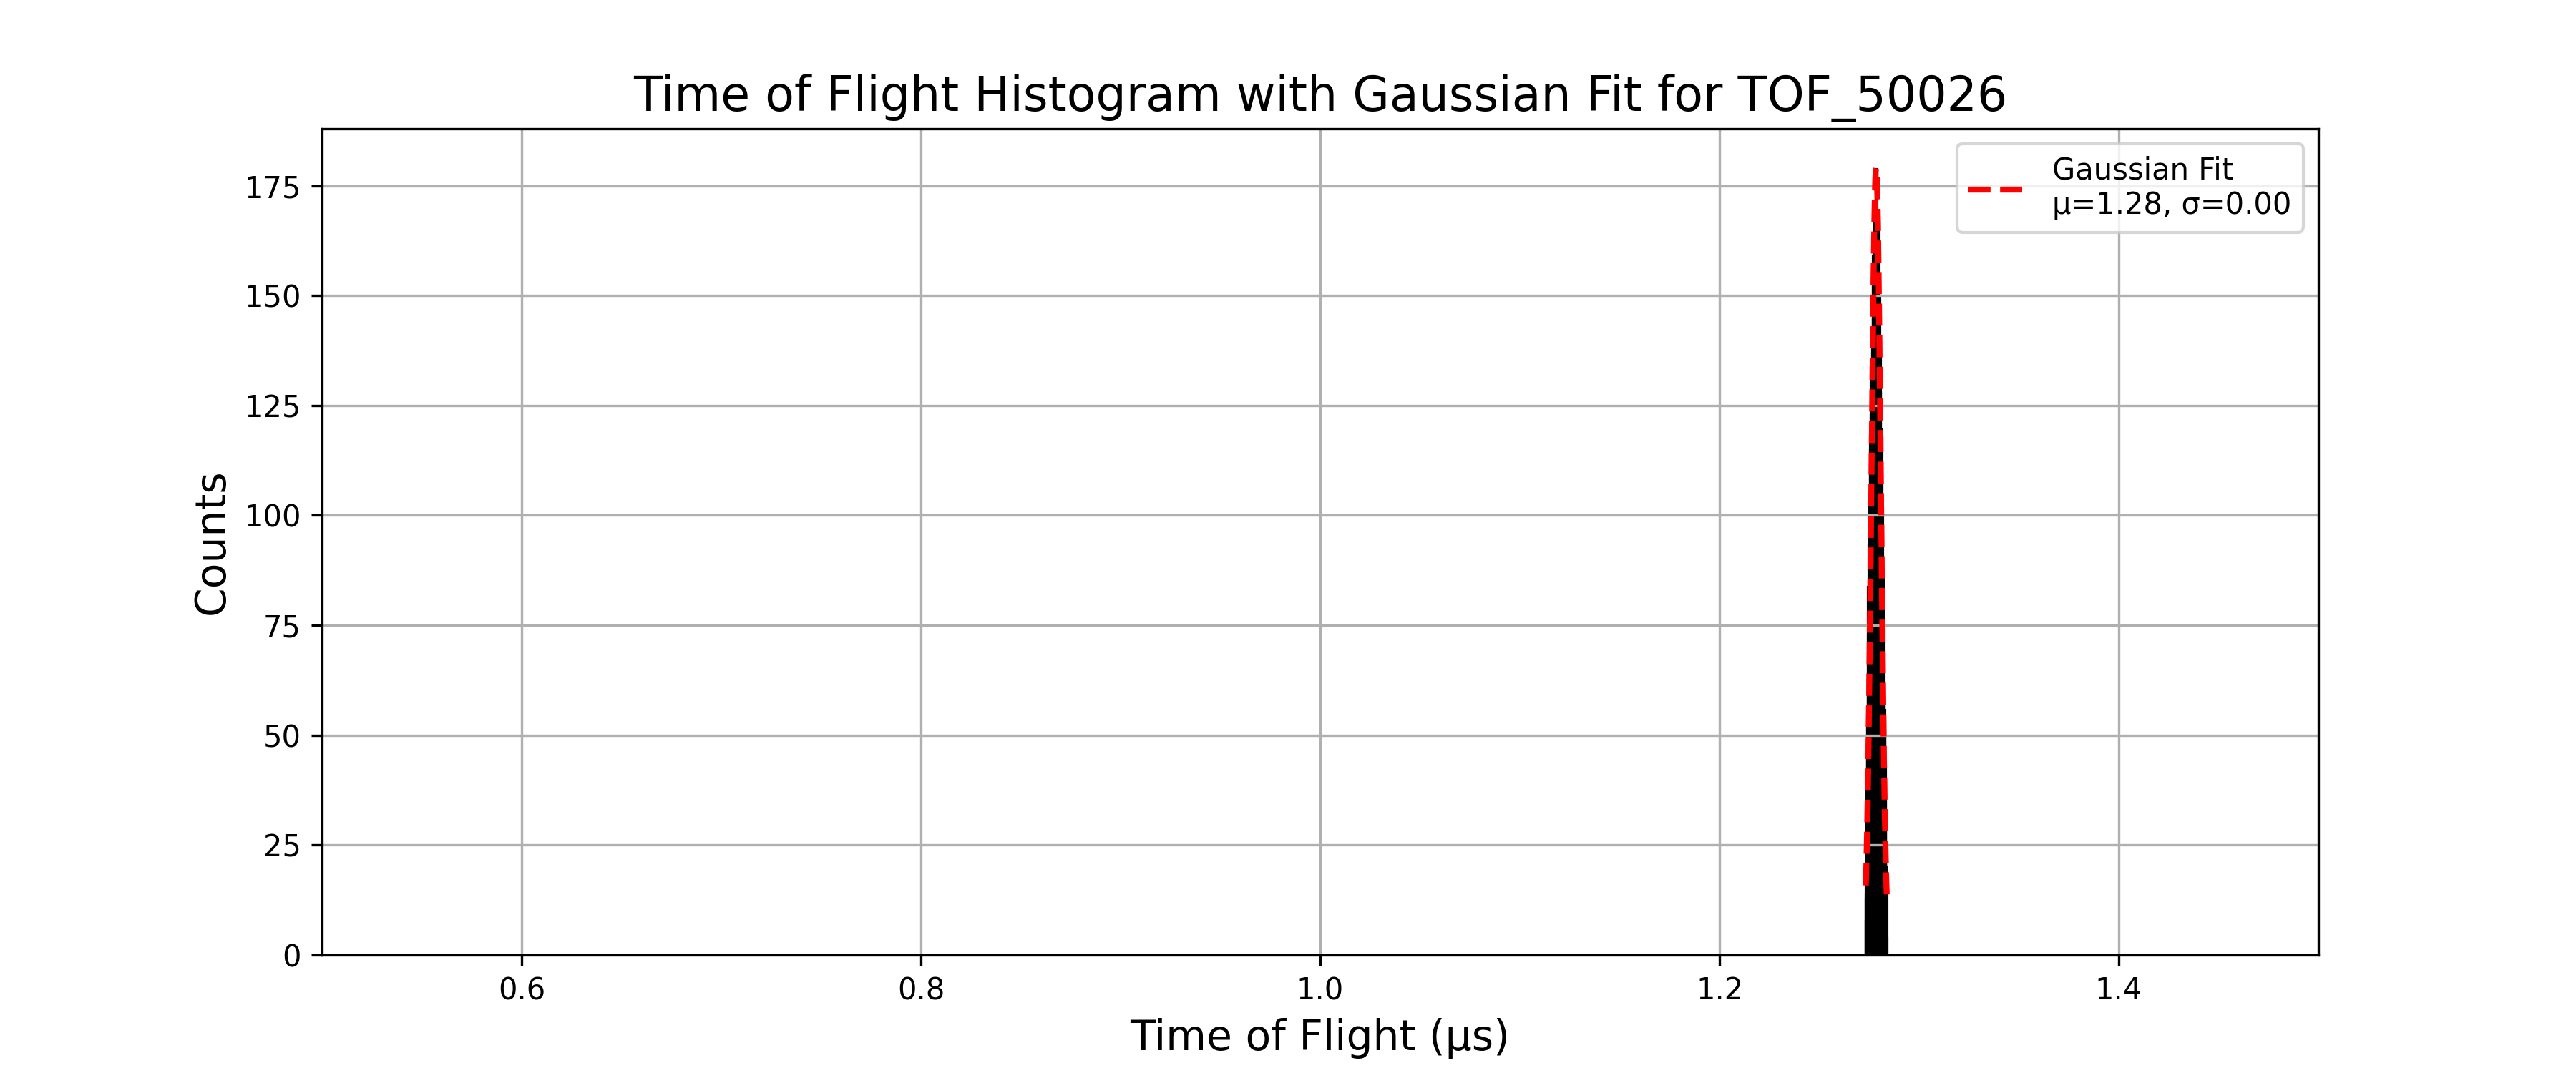 Time of Flight Histogram with Gaussian Fit for TOF_50026
Gaussian Fit
μ=1.28, σ=0.00
175
150
125
100
75
50
25
0
Counts
0.6
0.8
1.0
1.2
1.4
Time of Flight (μs)